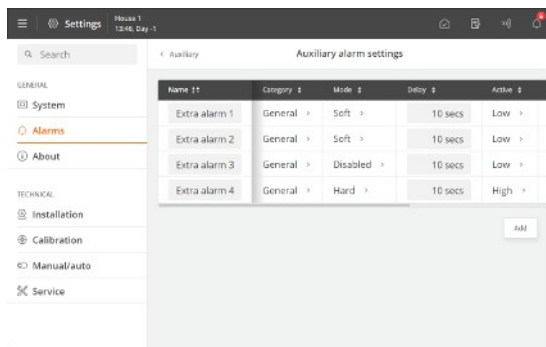 Settings
House 1
13:46, Day -1
Search
Auxiliary
Auxiliary alarm settings
GENERAL
System
Alarms
About
TECHNICAL
Installation
Calibration
Manual/auto
Service
Name Category Mode Delay Active
Extra alarm 1 General Soft 10 secs Low
Extra alarm 2 General Soft 10 secs Low
Extra alarm 3 General Disabled 10 secs Low
Extra alarm 4 General Hard 10 secs High
Add